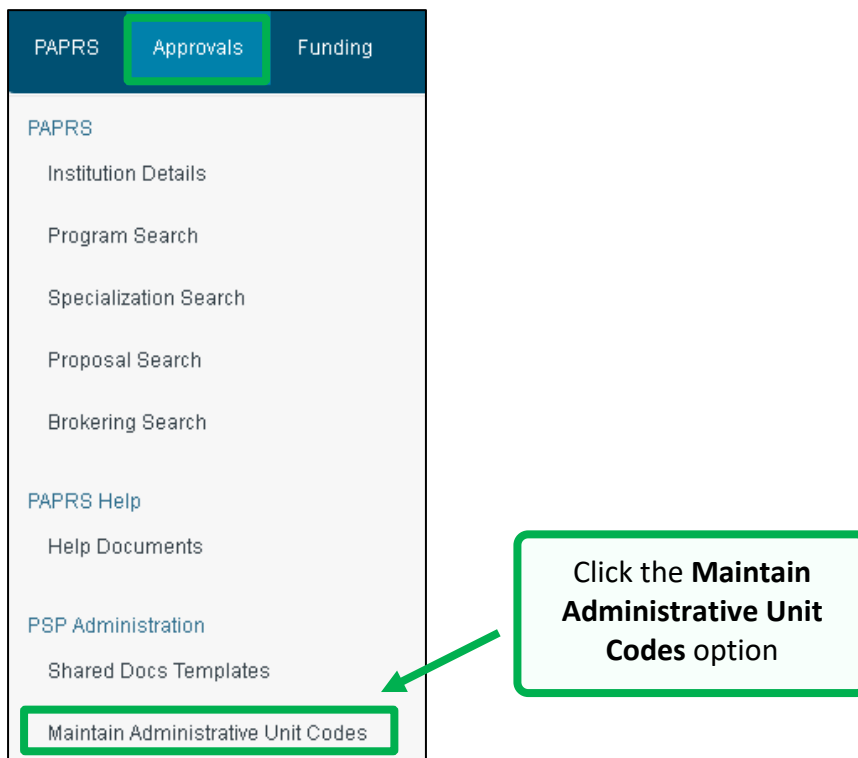 PAPRS Approvals Funding
PAPRS
Institution Details
Program Search
Specialization Search
Proposal Search
Brokering Search
PAPRS Help
Help Documents
PSP Administration
Shared Docs Templates
Maintain Administrative Unit Codes
Click the Maintain
Administrative Unit
Codes option